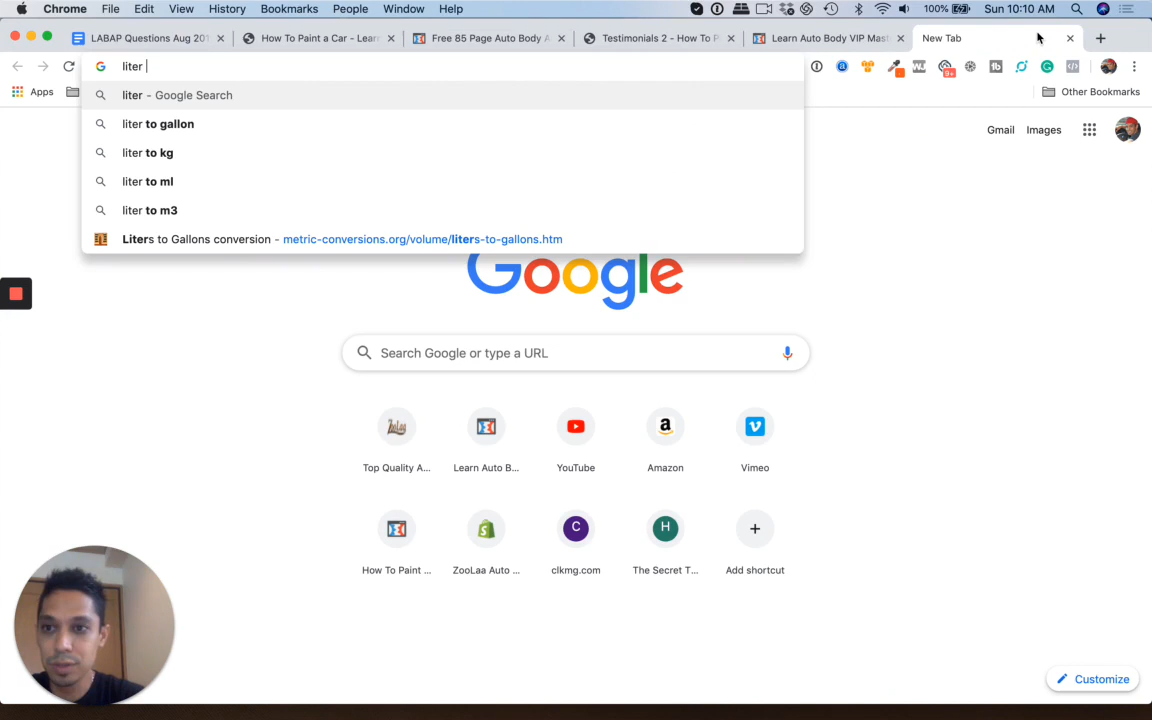 Chrome File Edit View History Bookmarks People Window Help 100% Sun 10:10 AM
LABAP Questions Aug 201 How To Paint a Car - Lear Free 85 Page Auto Body A Testimonials 2 - How To P Learn Auto Body VIP Mast New Tab
liter
9+
liter - Google Search
Apps Other Bookmarks
liter to gallon
Gmail Images
liter to kg
liter to ml
liter to m3
Liters to Gallons conversion - metric-conversions.org/volume/liters-to-gallons.htm
Google
Search Google or type a URL
Top Quality A... Learn Auto B... YouTube Amazon Vimeo
C H
How To Paint ... ZooLaa Auto ... clkmg.com The Secret T... Add shortcut
Customize